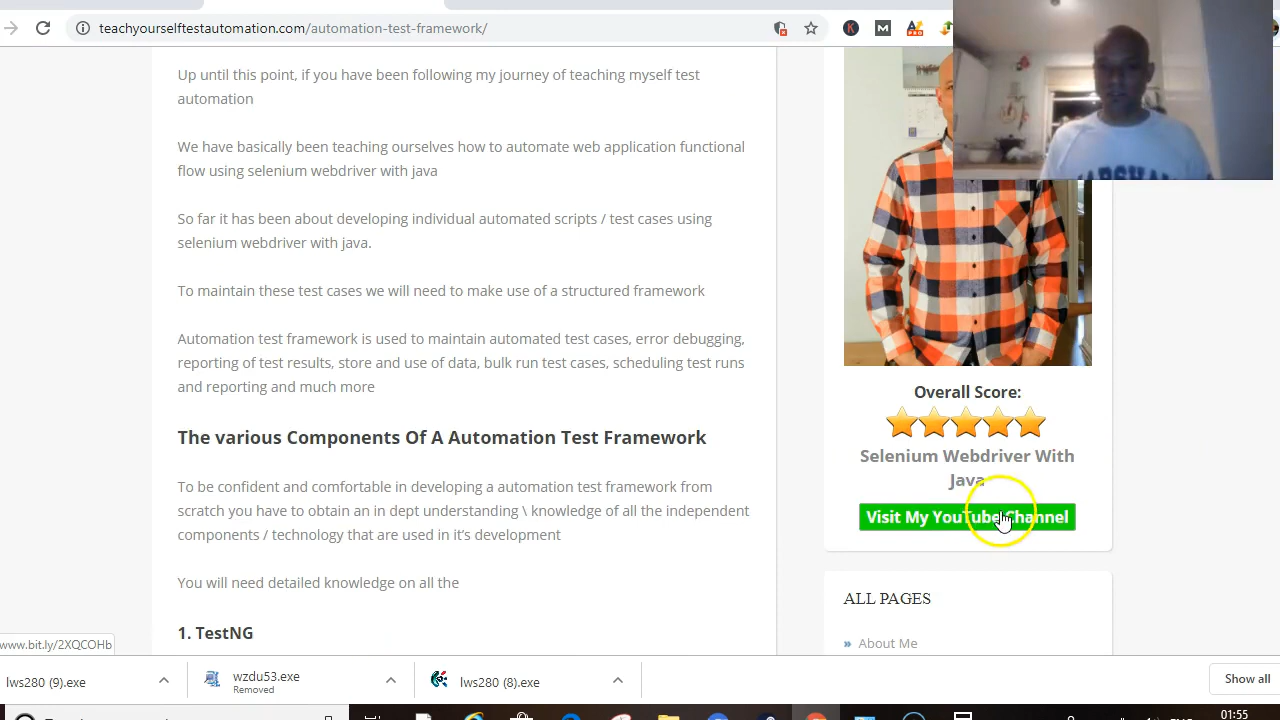 teachyourselftestautomation.com/automation-test-framework/
Up until this point, if you have been following my journey of teaching myself test
automation
We have basically been teaching ourselves how to automate web application functional
flow using selenium webdriver with java
So far it has been about developing individual automated scripts / test cases using
selenium webdriver with java.
To maintain these test cases we will need to make use of a structured framework
Automation test framework is used to maintain automated test cases, error debugging,
reporting of test results, store and use of data, bulk run test cases, scheduling test runs
and reporting and much more
The various Components Of A Automation Test Framework
To be confident and comfortable in developing a automation test framework from
scratch you have to obtain an in dept understanding \ knowledge of all the independent
components / technology that are used in it's development
You will need detailed knowledge on all the
1. TestNG
Overall Score:
Selenium Webdriver With
Java
Visit My YouTube Channel
ALL PAGES
» About Me
www.bit.ly/2XQCOHb
lws280 (9).exe
wzdu53.exe
Removed
lws280 (8).exe
Show all
01:55